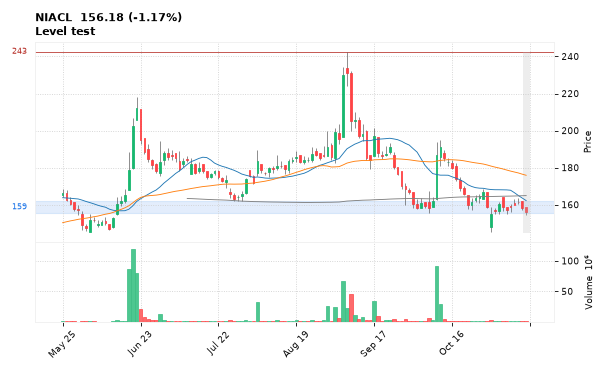 NIACL 156.18 (-1.17%)
Level test
243
159
240
220
200
180
160
Price
100
50
Volume 10⁶
May 25
Jun 23
Jul 22
Aug 19
Sep 17
Oct 16